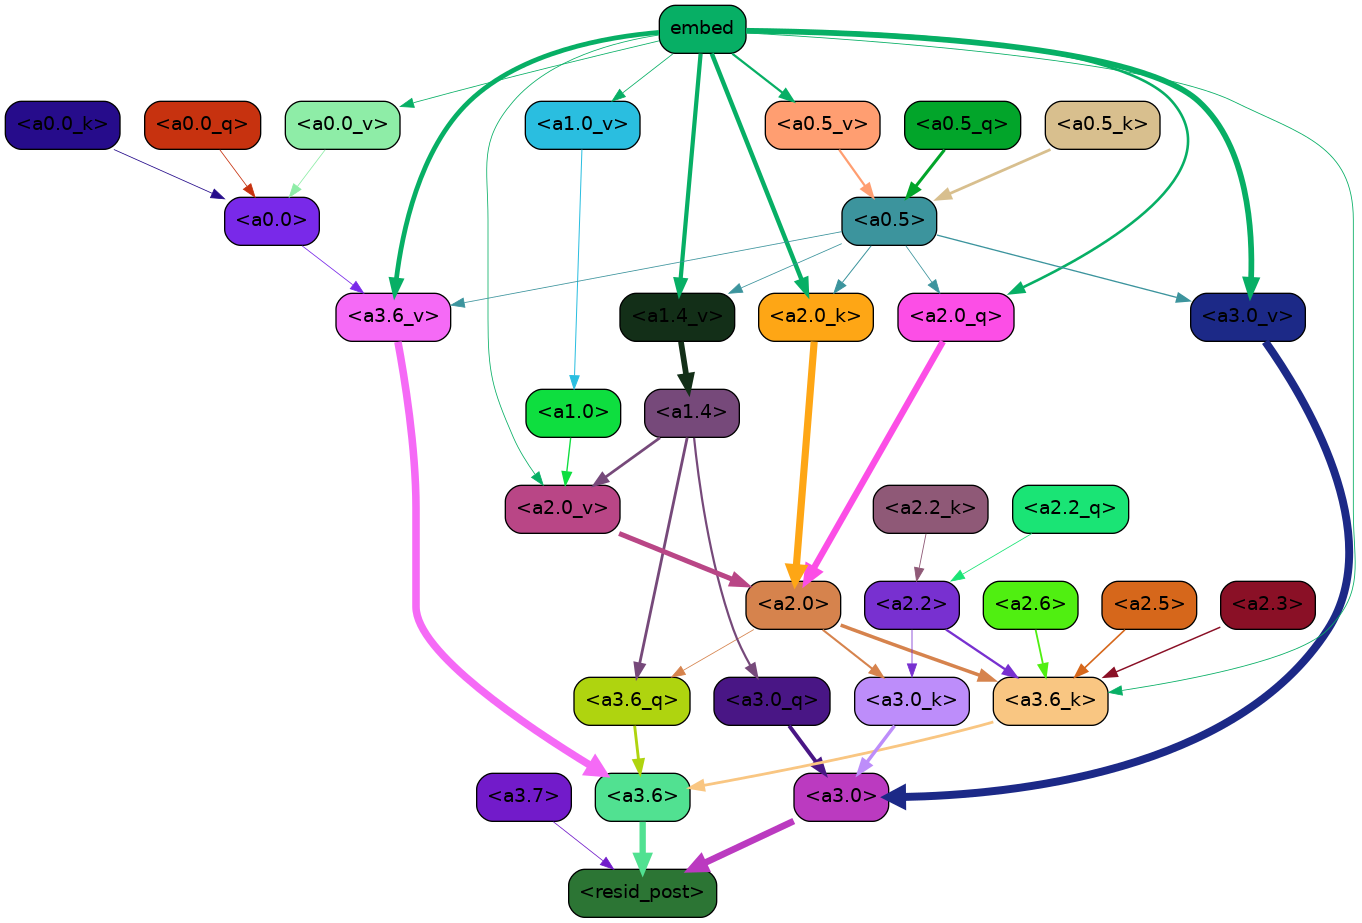 embed
<a0.0_k> <a0.0_q> <a0.0_v> <a1.0_v> <a0.5_v> <a0.5_q> <a0.5_k>
<a0.0> <a0.5>
<a3.6_v> <a1.4_v> <a2.0_k> <a2.0_q> <a3.0_v>
<a1.0> <a1.4>
<a2.0_v> <a2.2_k> <a2.2_q>
<a2.0> <a2.2> <a2.6> <a2.5> <a2.3>
<a3.6_q> <a3.0_q> <a3.0_k> <a3.6_k>
<a3.7> <a3.6> <a3.0>
<resid_post>